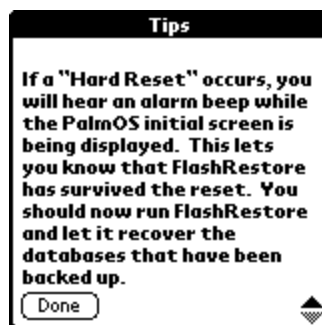 Tips
If a "Hard Reset" occurs, you
will hear an alarm beep while
the PalmOS initial screen is
being displayed.  This lets
you know that FlashRestore
has survived the reset.  You
should now run FlashRestore
and let it recover the
databases that have been
backed up.
Done